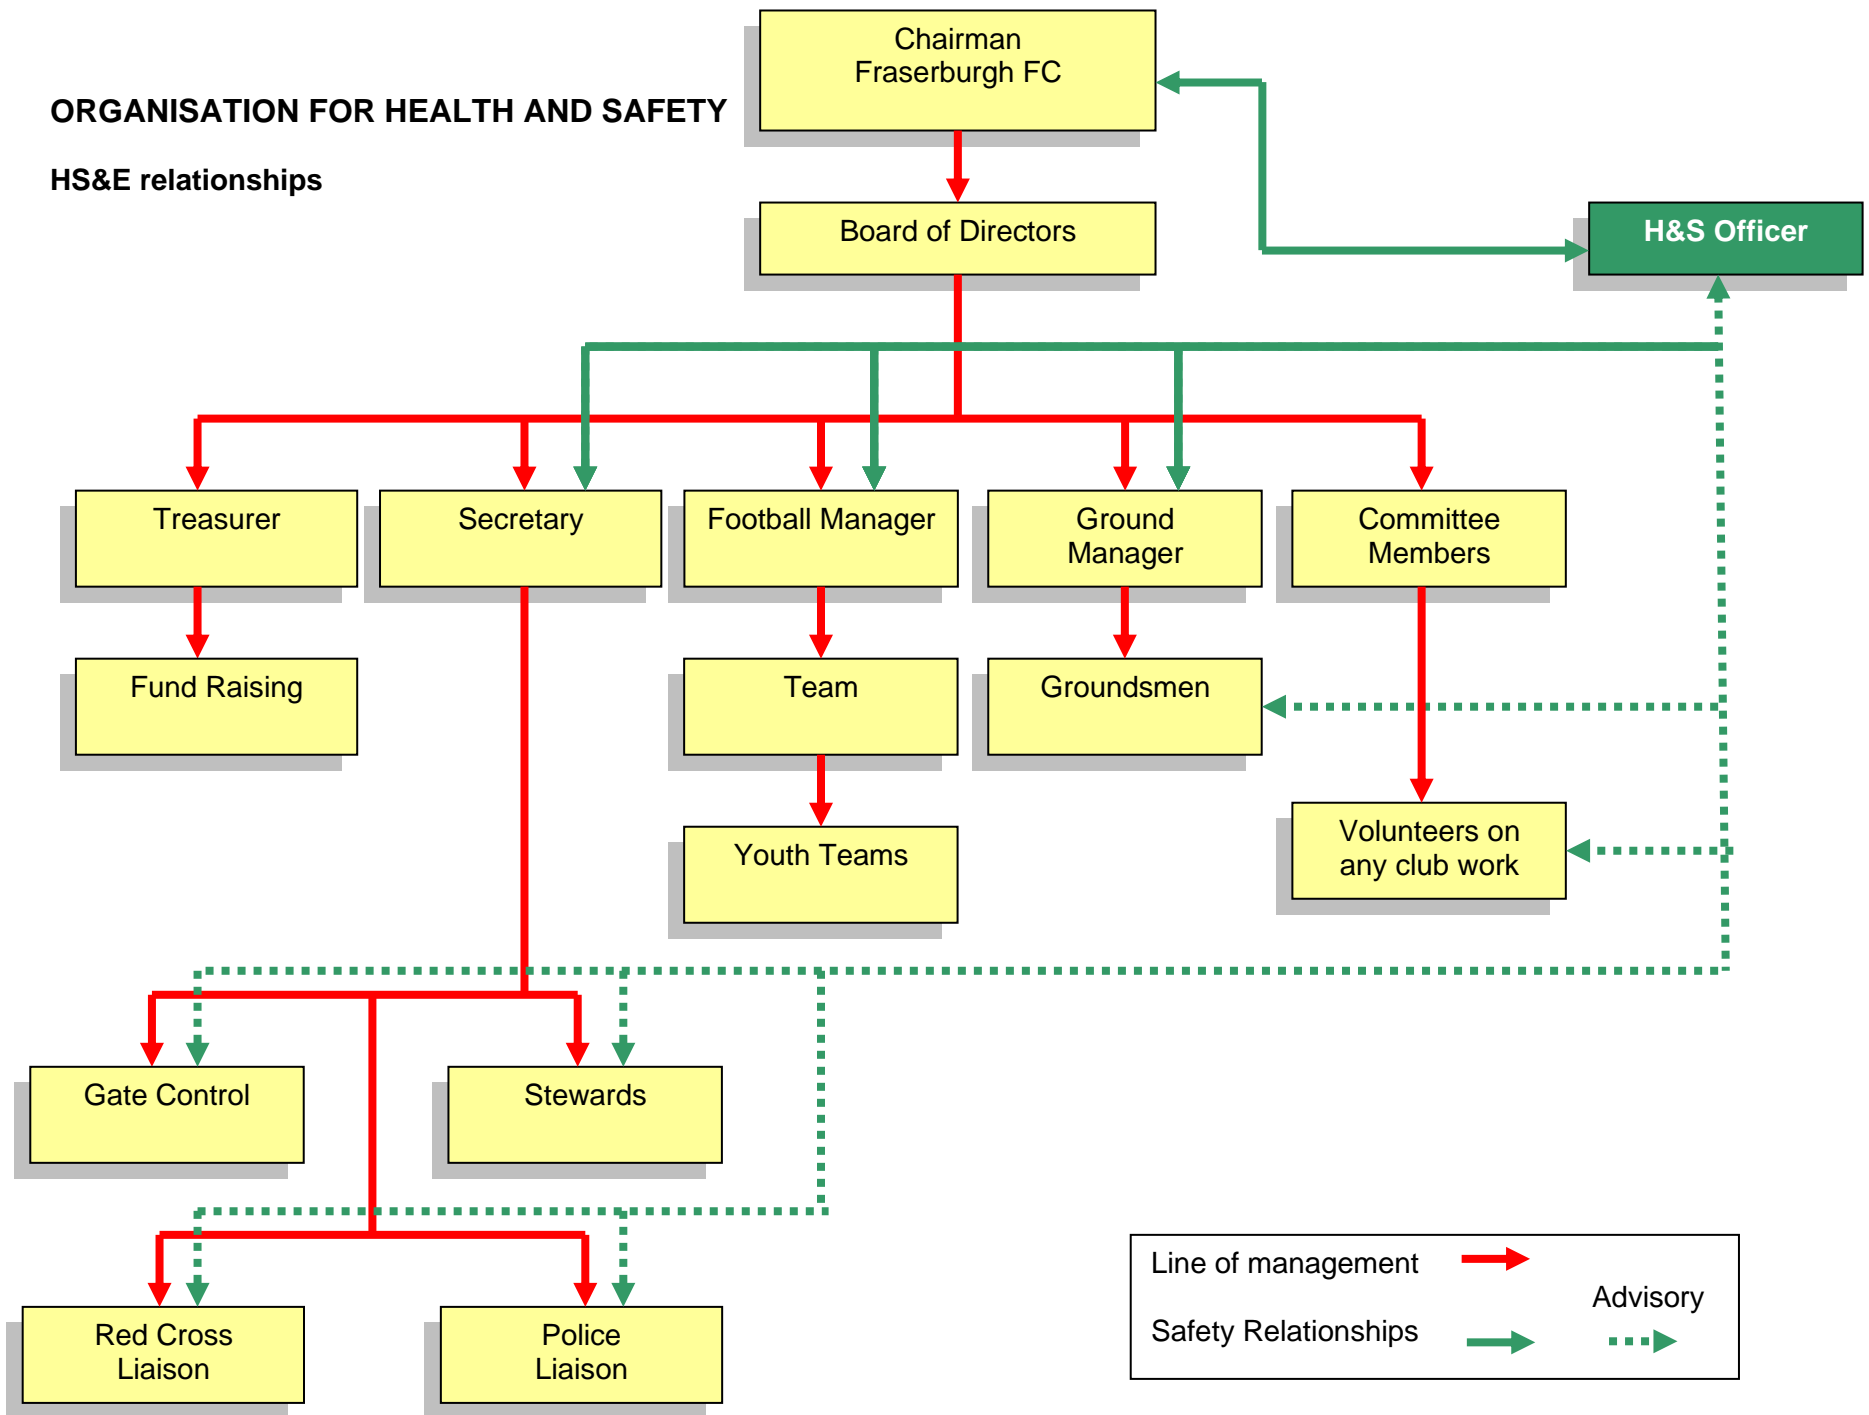 Chairman
Fraserburgh FC
ORGANISATION FOR HEALTH AND SAFETY
HS&E relationships
Board of Directors
H&S Officer
Treasurer
Secretary
Football Manager
Ground
Manager
Committee
Members
Fund Raising
Team
Groundsmen
Youth Teams
Volunteers on
any club work
Gate Control
Stewards
Red Cross
Liaison
Police
Liaison
Line of management
Advisory
Safety Relationships